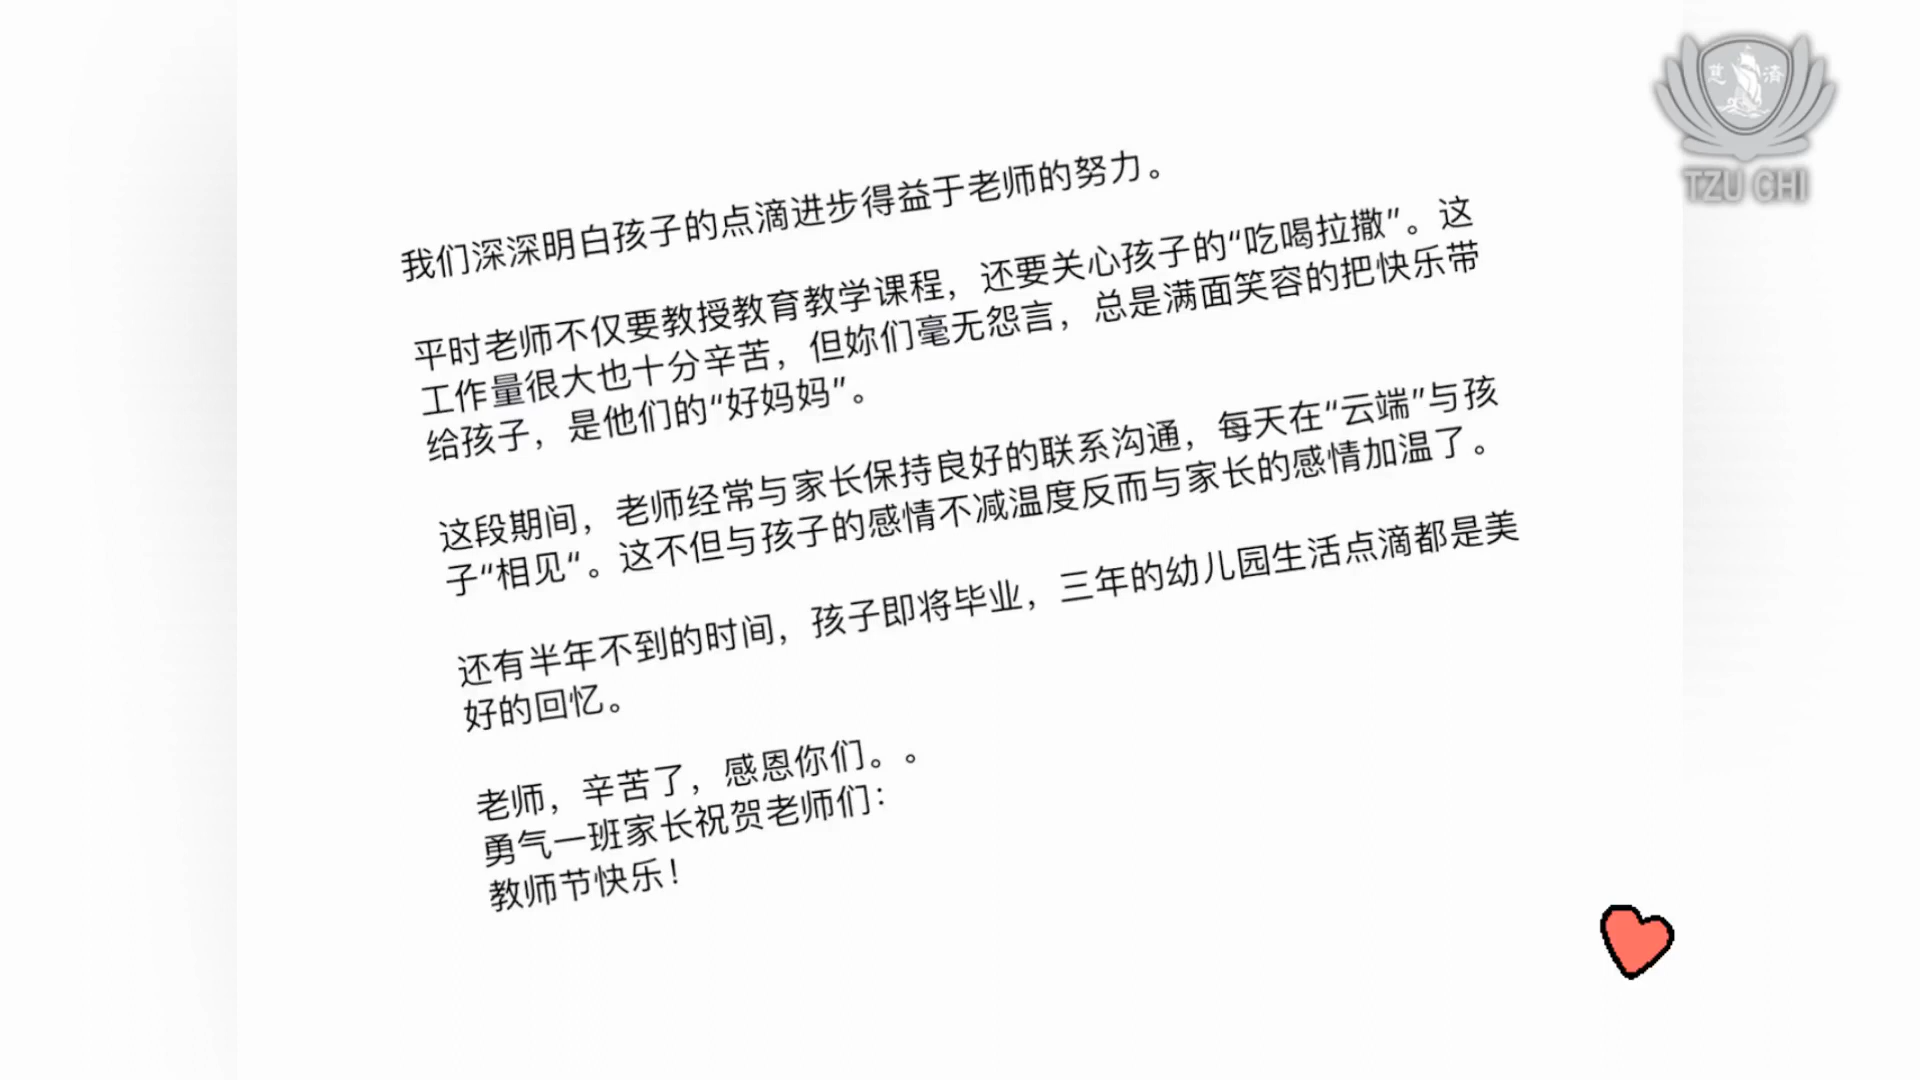 慈 济
TZU CHI
我们深深明白孩子的点滴进步得益于老师的努力。
平时老师不仅要教授教育教学课程，还要关心孩子的“吃喝拉撒”。这
工作量很大也十分辛苦，但妳们毫无怨言，总是满面笑容的把快乐带
给孩子，是他们的“好妈妈”。
这段期间，老师经常与家长保持良好的联系沟通，每天在“云端”与孩
子“相见“。这不但与孩子的感情不减温度反而与家长的感情加温了。
还有半年不到的时间，孩子即将毕业，三年的幼儿园生活点滴都是美
好的回忆。
老师，辛苦了，感恩你们。。
勇气一班家长祝贺老师们：
教师节快乐！